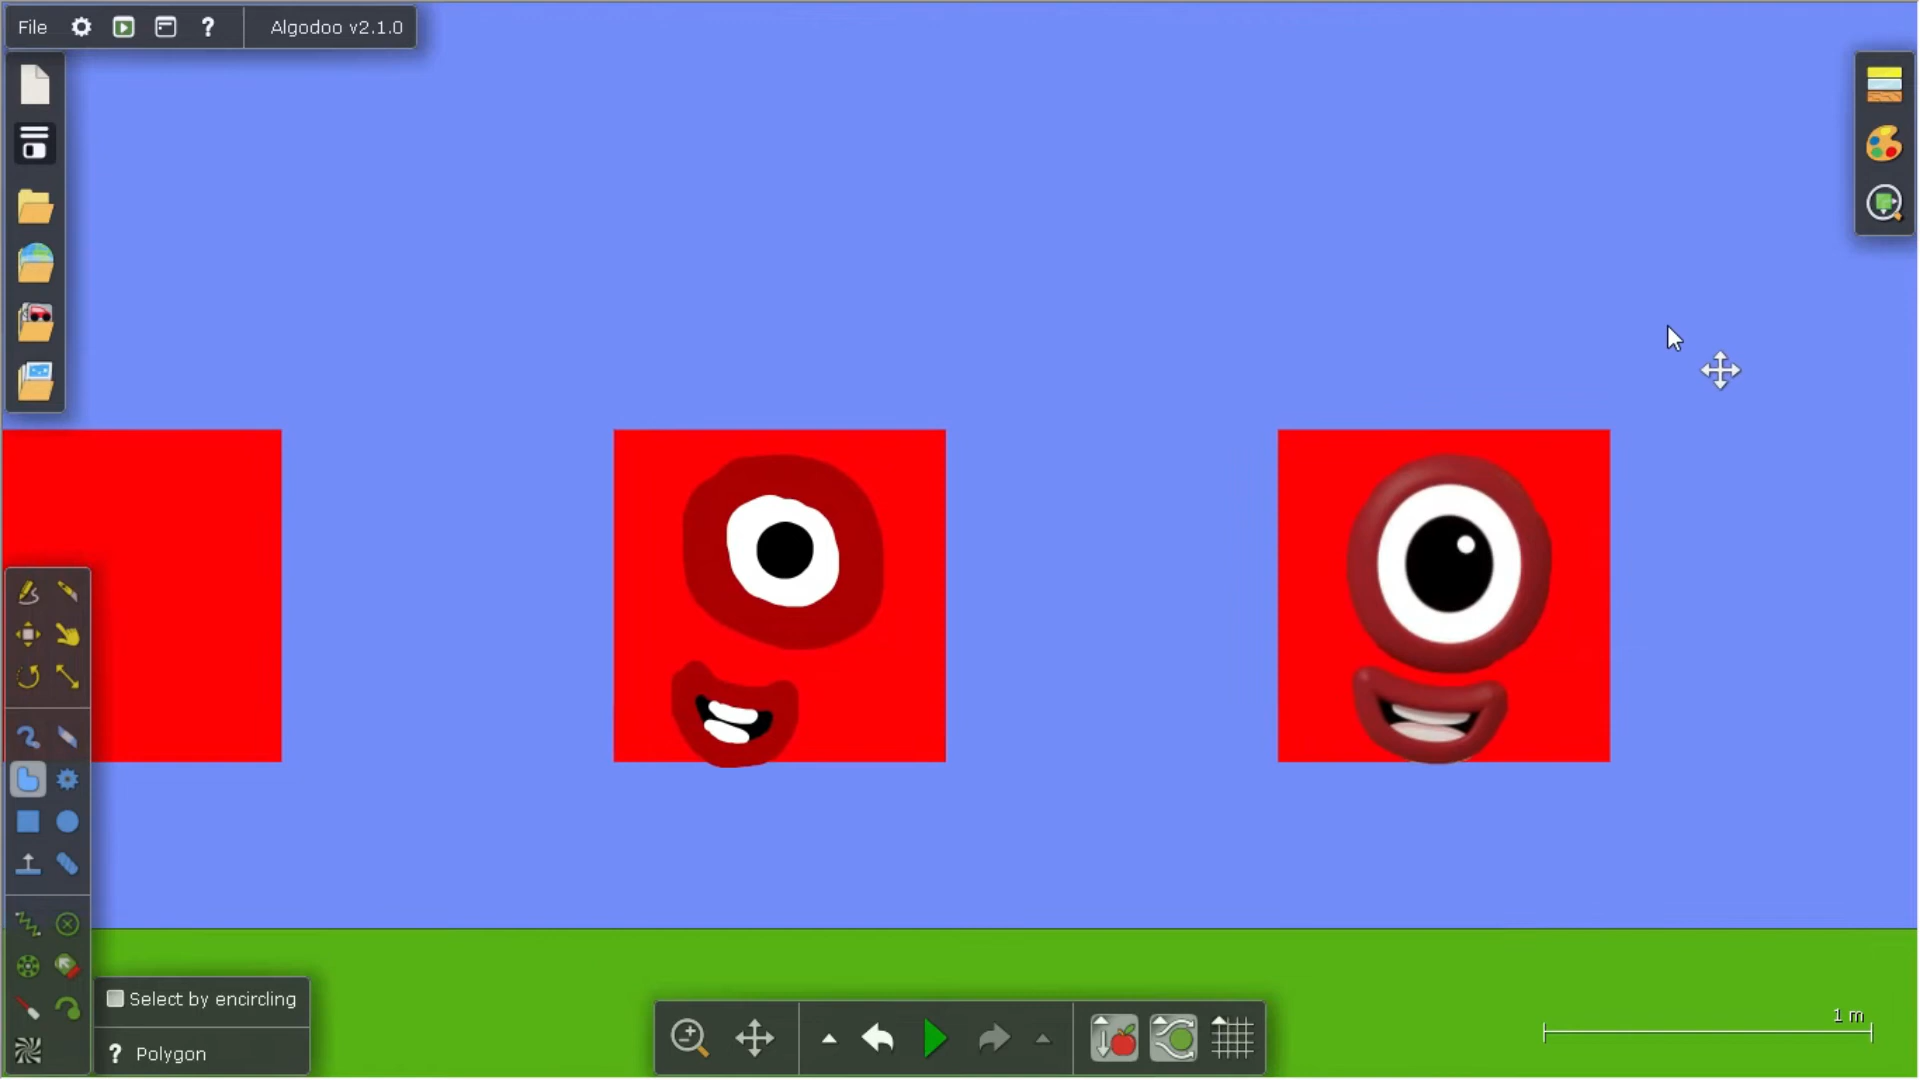 File ? Algodoo v2.1.0
Select by encircling
? Polygon
1 m